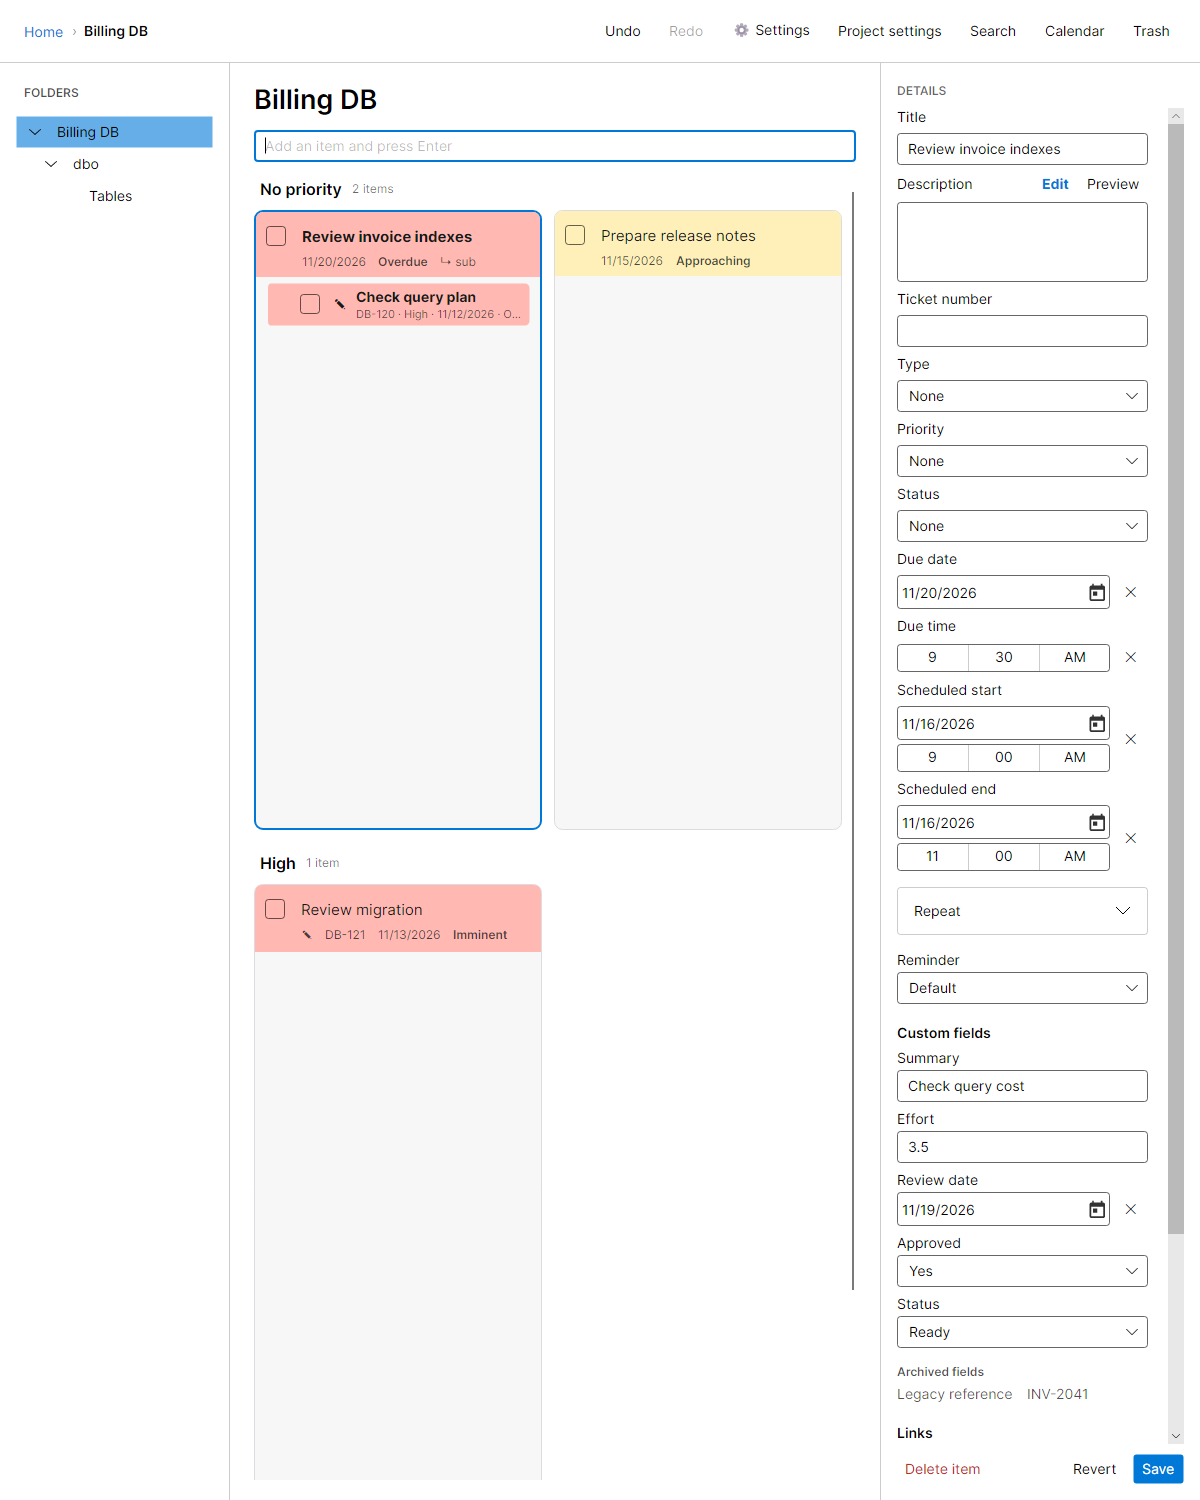 Home › Billing DB
Undo
Redo
Settings
Project settings
Search
Calendar
Trash
FOLDERS
Billing DB
dbo
Tables
Billing DB
Add an item and press Enter
No priority 2 items
Review invoice indexes
11/20/2026 Overdue ↳ sub
Check query plan
DB-120 · High · 11/12/2026 · O...
Prepare release notes
11/15/2026 Approaching
High 1 item
Review migration
DB-121 11/13/2026 Imminent
DETAILS
Title
Review invoice indexes
Description Edit Preview
Ticket number
Type
None
Priority
None
Status
None
Due date
11/20/2026
Due time
9 30 AM
Scheduled start
11/16/2026
9 00 AM
Scheduled end
11/16/2026
11 00 AM
Repeat
Reminder
Default
Custom fields
Summary
Check query cost
Effort
3.5
Review date
11/19/2026
Approved
Yes
Status
Ready
Archived fields
Legacy reference INV-2041
Links
Delete item Revert Save